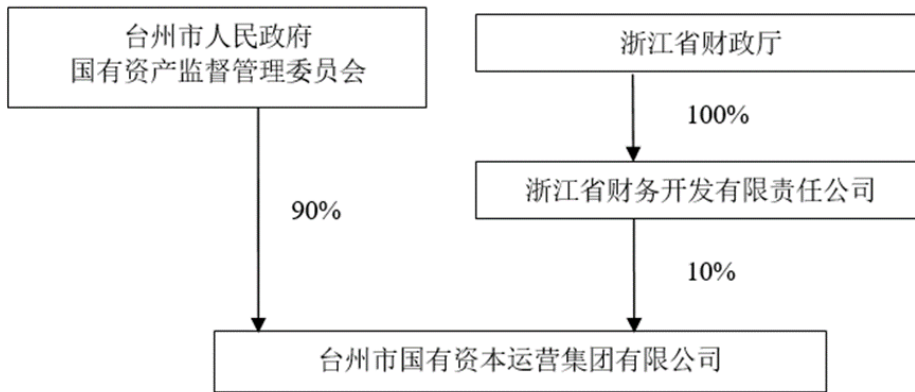 台州市人民政府
国有资产监督管理委员会
浙江省财政厅
100%
浙江省财务开发有限责任公司
90%
10%
台州市国有资本运营集团有限公司